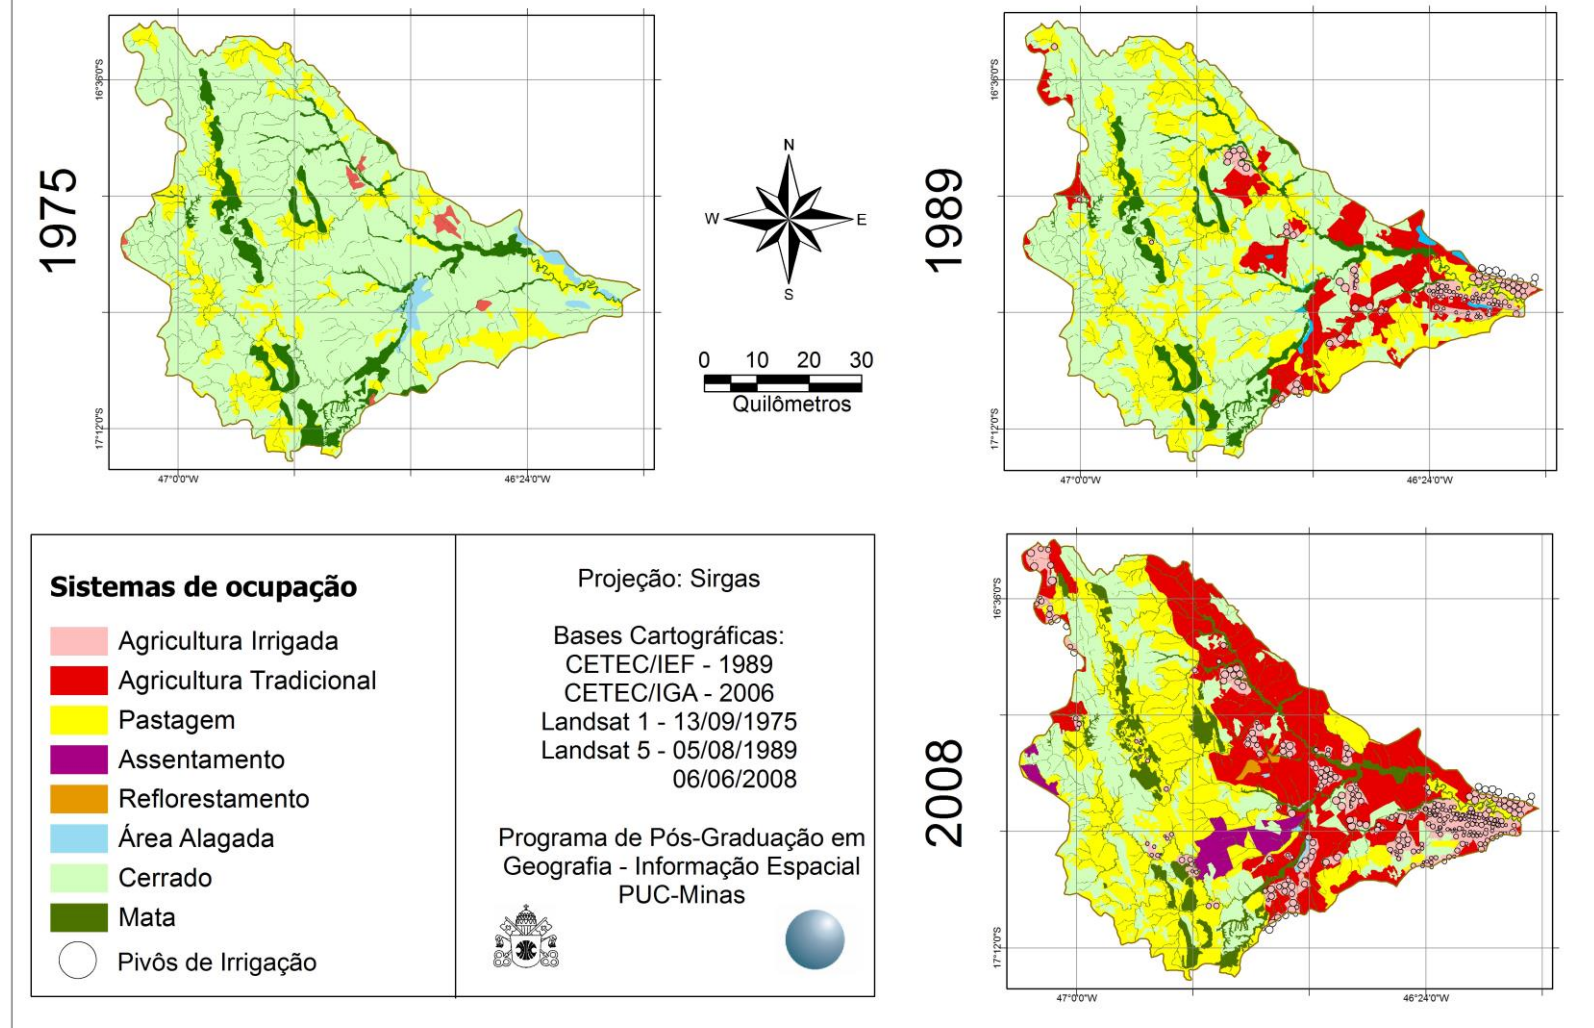 1975
16°36'0"S
17°12'0"S
47°0'0"W
46°24'0"W
N
W
E
S
0 10 20 30
Quilômetros
1989
16°36'0"S
17°12'0"S
47°0'0"W
46°24'0"W
Sistemas de ocupação
Agricultura Irrigada
Agricultura Tradicional
Pastagem
Assentamento
Reflorestamento
Área Alagada
Cerrado
Mata
Pivôs de Irrigação
Projeção: Sirgas
Bases Cartográficas:
CETEC/IEF - 1989
CETEC/IGA - 2006
Landsat 1 - 13/09/1975
Landsat 5 - 05/08/1989
06/06/2008
Programa de Pós-Graduação em
Geografia - Informação Espacial
PUC-Minas
2008
16°36'0"S
17°12'0"S
47°0'0"W
46°24'0"W